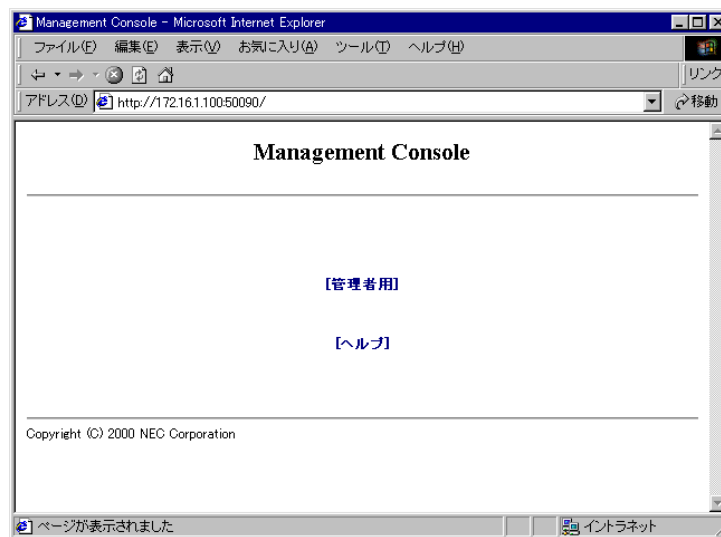 Management Console - Microsoft Internet Explorer
ファイル(F) 編集(E) 表示(V) お気に入り(A) ツール(T) ヘルプ(H)
リンク
アドレス(D) http://172.16.1.100:50090/ 移動
Management Console
[管理者用]
[ヘルプ]
Copyright (C) 2000 NEC Corporation
ページが表示されました イントラネット